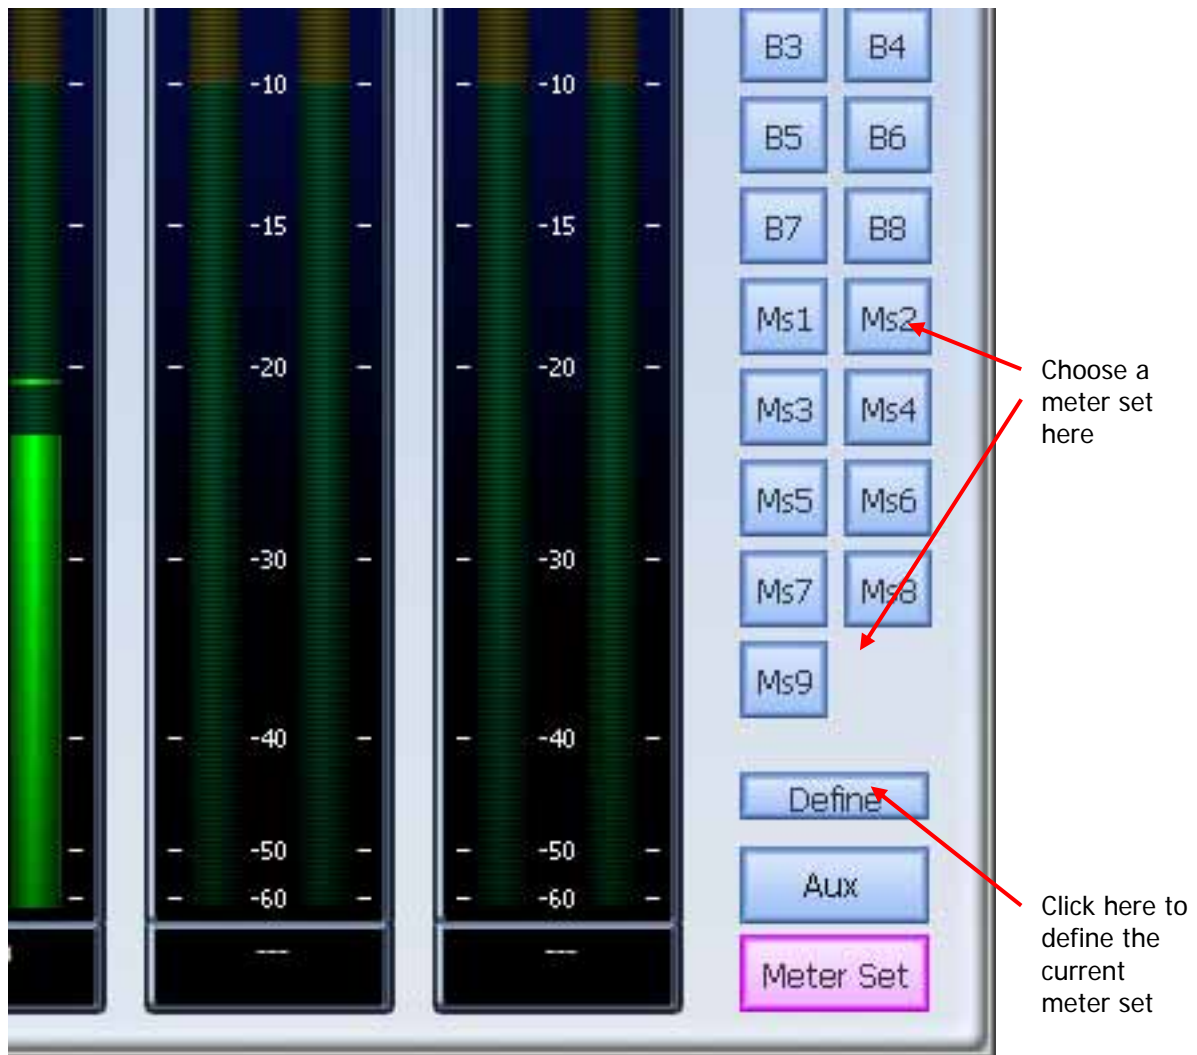 B3 B4
-10 -10
B5 B6
-15 -15
B7 B8
Ms1 Ms2
-20 -20
Choose a
meter set
here
Ms3 Ms4
Ms5 Ms6
-30 -30
Ms7 Ms8
Ms9
-40 -40
Define
-50 -50
Aux
-60 -60
Click here to
define the
current
meter set
--- ---
Meter Set